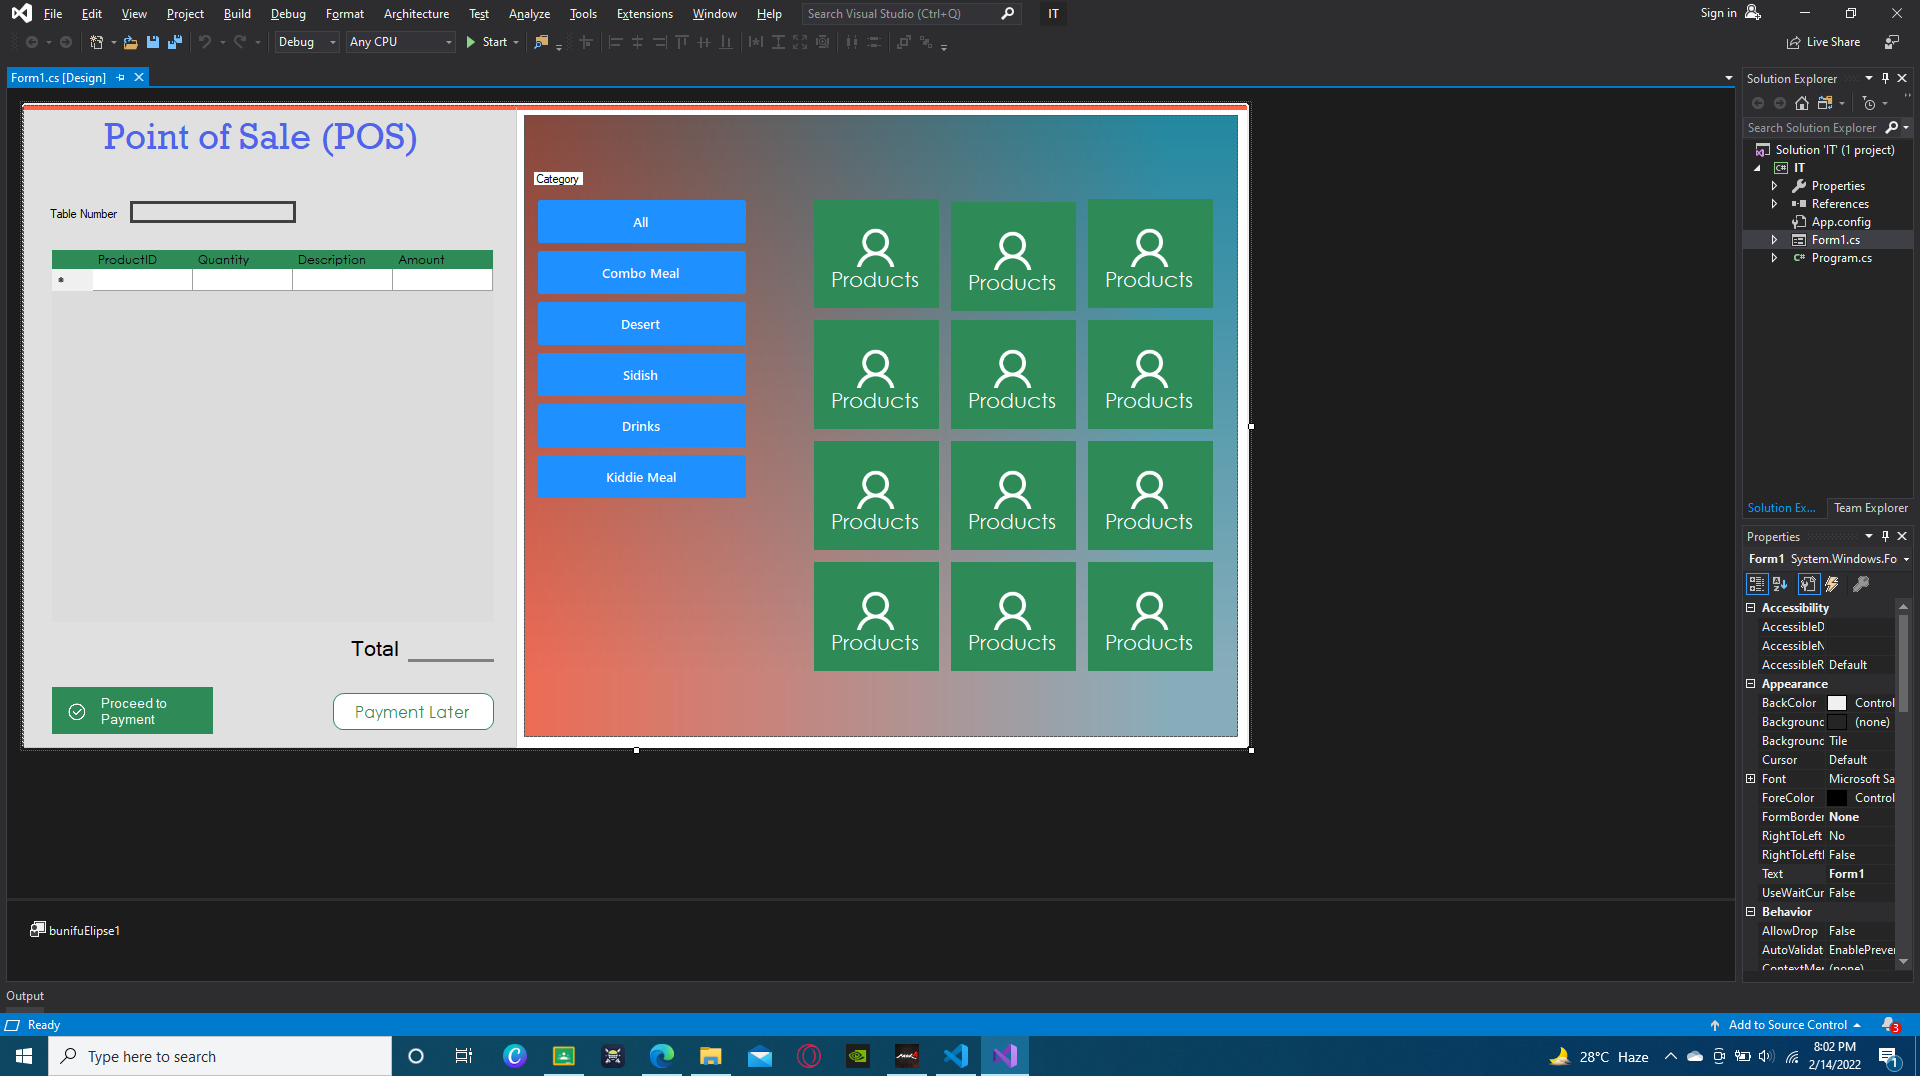 File Edit View Project Build Debug Format Architecture Test Analyze Tools Extensions Window Help Search Visual Studio (Ctrl+Q) IT Sign in
Debug Any CPU Start Live Share
Form1.cs [Design]
Point of Sale (POS)
Table Number
ProductID Quantity Description Amount
*
Total
Proceed to
Payment
Payment Later
Category
All
Combo Meal
Desert
Sidish
Drinks
Kiddie Meal
Products Products Products
Products Products Products
Products Products Products
Products Products Products
bunifuElipse1
Solution Explorer
Search Solution Explorer
Solution 'IT' (1 project)
C# IT
Properties
References
App.config
Form1.cs
C# Program.cs
Solution Ex... Team Explorer
Properties
Form1 System.Windows.Fo
Accessibility
AccessibleD
AccessibleN
AccessibleR Default
Appearance
BackColor Control
Backgrounc (none)
Backgrounc Tile
Cursor Default
Font Microsoft Sa
ForeColor Control
FormBorder None
RightToLeft No
RightToLeftl False
Text Form1
UseWaitCur False
Behavior
AllowDrop False
AutoValidat EnablePrever
ContextMen (none)
Output
Ready Add to Source Control 3
Type here to search 28°C Haze 8:02 PM
2/14/2022 1